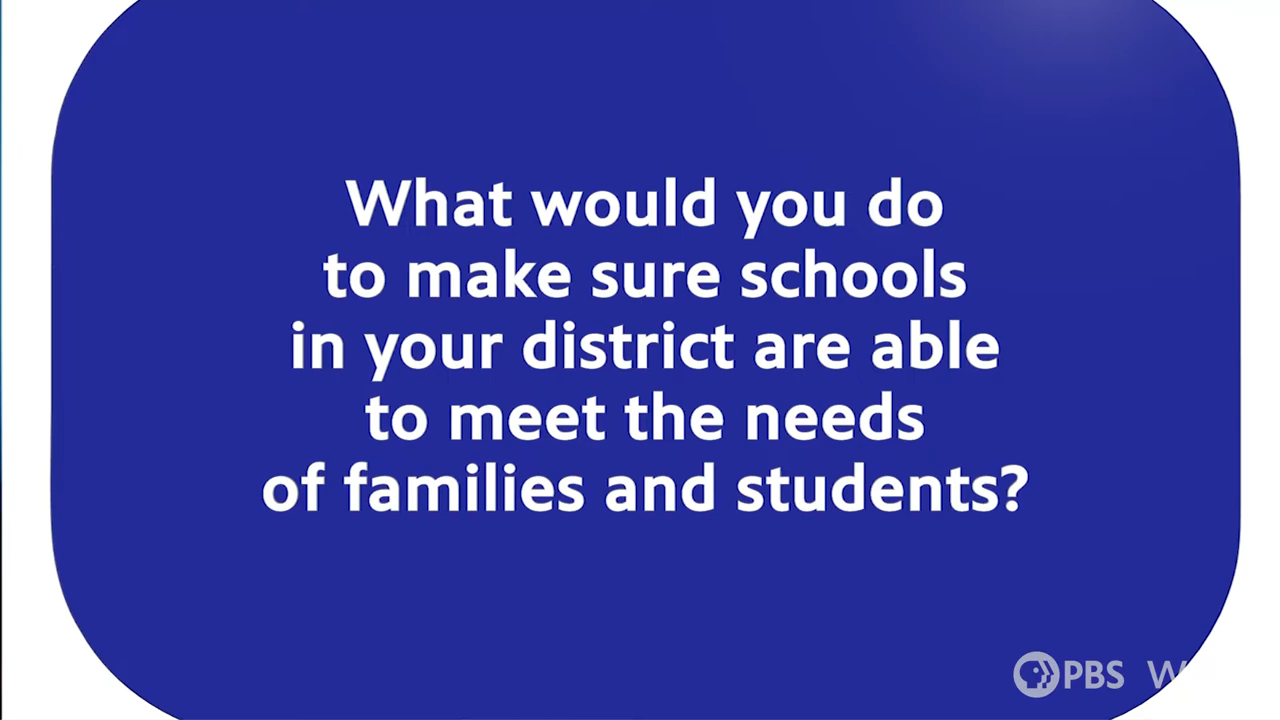 What would you do
to make sure schools
in your district are able
to meet the needs
of families and students?
PBS W